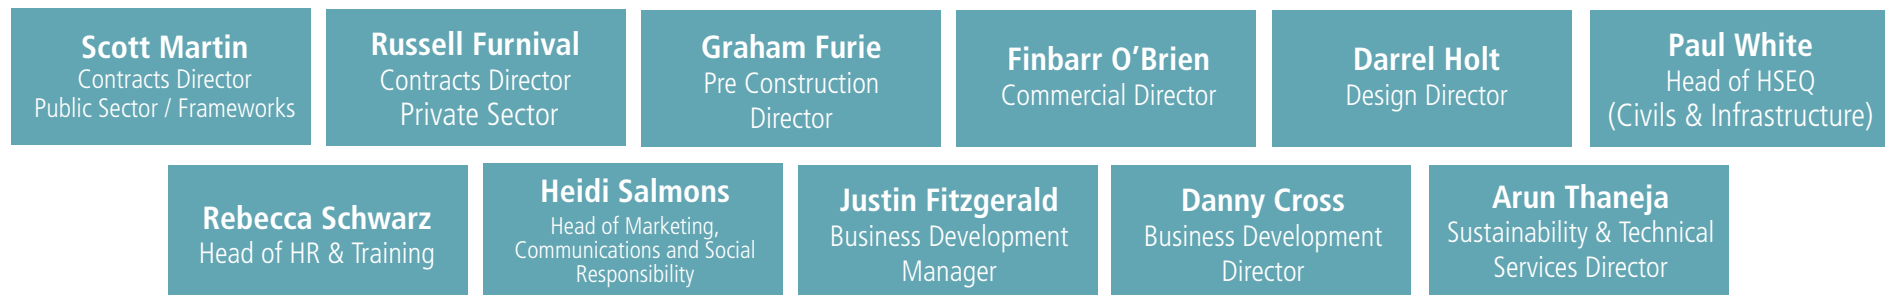 Scott Martin
Contracts Director
Public Sector / Frameworks
Russell Furnival
Contracts Director
Private Sector
Graham Furie
Pre Construction
Director
Finbarr O’Brien
Commercial Director
Darrel Holt
Design Director
Paul White
Head of HSEQ
(Civils & Infrastructure)
Rebecca Schwarz
Head of HR & Training
Heidi Salmons
Head of Marketing,
Communications and Social
Responsibility
Justin Fitzgerald
Business Development
Manager
Danny Cross
Business Development
Director
Arun Thaneja
Sustainability & Technical
Services Director